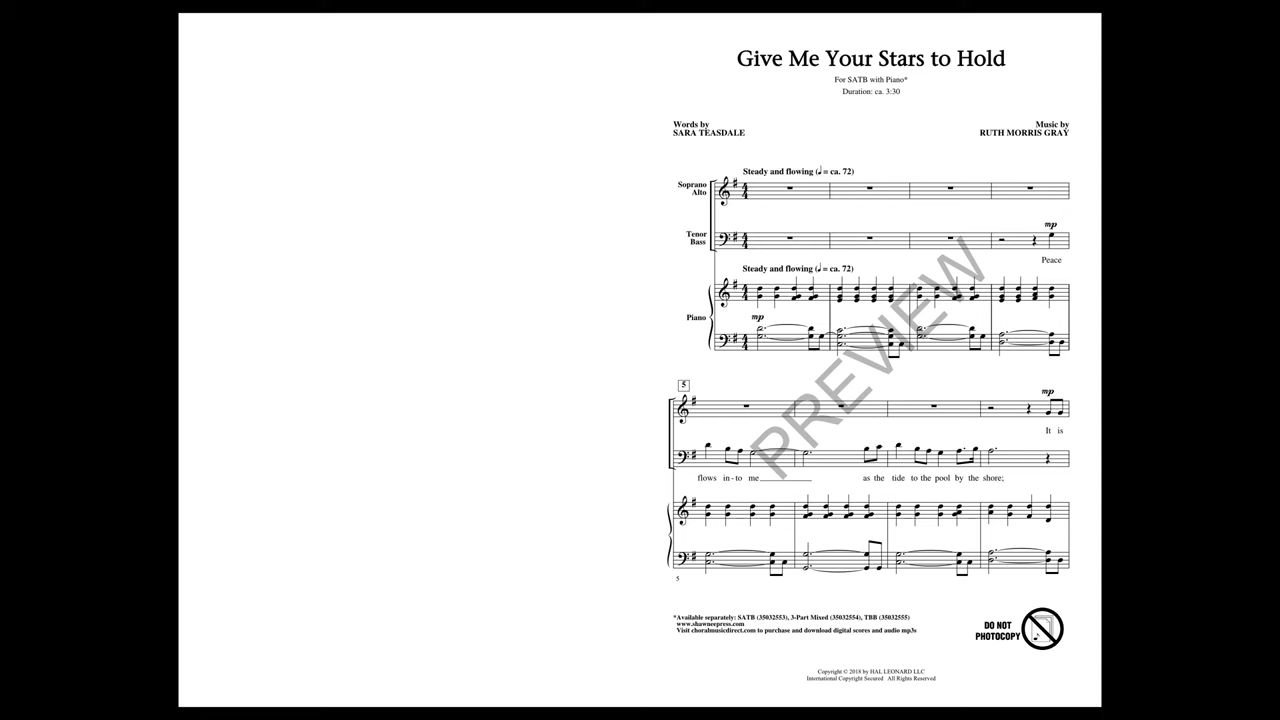 Give Me Your Stars to Hold
For SATB with Piano*
Duration: ca. 3:30
Words by
SARA TEASDALE
Music by
RUTH MORRIS GRAY
Steady and flowing (♩ = ca. 72)
Soprano
Alto
Tenor
Bass
mp
Peace
Steady and flowing (♩ = ca. 72)
Piano
mp
PREVIEW
5
mp
It is
flows in-to me as the tide to the pool by the shore;
5
*Available separately: SATB (35032553), 3-Part Mixed (35032554), TBB (35032555)
www.shawneepress.com
Visit choralmusicdirect.com to purchase and download digital scores and audio mp3s
DO NOT
PHOTOCOPY
Copyright © 2018 by HAL LEONARD LLC
International Copyright Secured All Rights Reserved